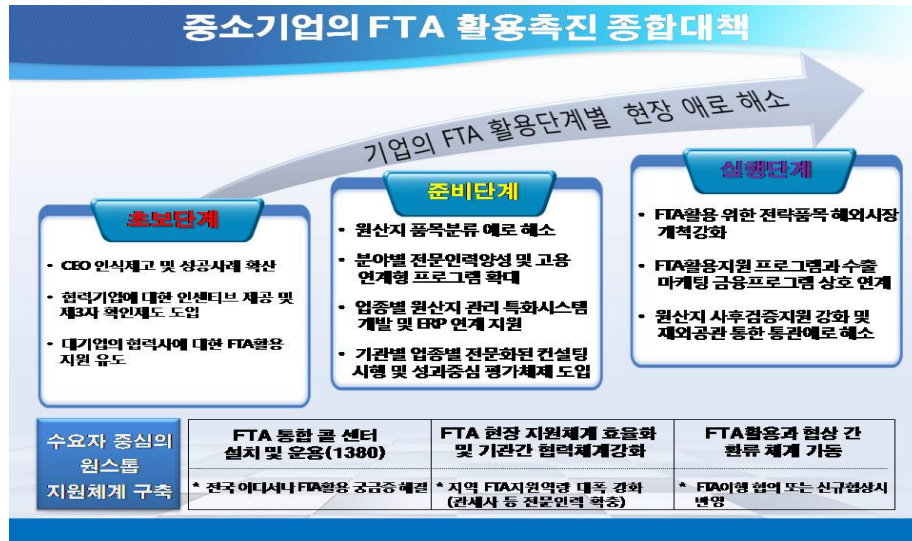 중소기업의 FTA 활용촉진 종합대책
기업의 FTA 활용단계별 현장 애로 해소
초보단계
• CEO 인식제고 및 성공사례 확산
• 협력기업에 대한 인센티브 제공 및
제3자 확인제도 도입
• 대기업의 협력사에 대한 FTA활용
지원 유도
준비단계
• 원산지 품목분류 애로 해소
• 분야별 전문인력양성 및 고용
연계형 프로그램 확대
• 업종별 원산지 관리 특화시스템
개발 및 ERP 연계 지원
• 기관별 업종별 전문화된 컨설팅
시행 및 성과중심 평가체제 도입
실행단계
• FTA활용 위한 전략품목 해외시장
개척강화
• FTA활용지원 프로그램과 수출
마케팅 금융프로그램 상호 연계
• 원산지 사후검증지원 강화 및
재외공관 통한 통관애로 해소
수요자 중심의
원스톱
지원체계 구축
FTA 통합 콜 센터
설치 및 운용(1380)
* 전국 어디서나 FTA활용 궁금증 해결
FTA 현장 지원체계 효율화
및 기관간 협력체계강화
* 지역 FTA지원역량 대폭 강화
(관세사 등 전문인력 확충)
FTA활용과 협상 간
환류 체계 가동
* FTA이행 협의 또는 신규협상시
반영